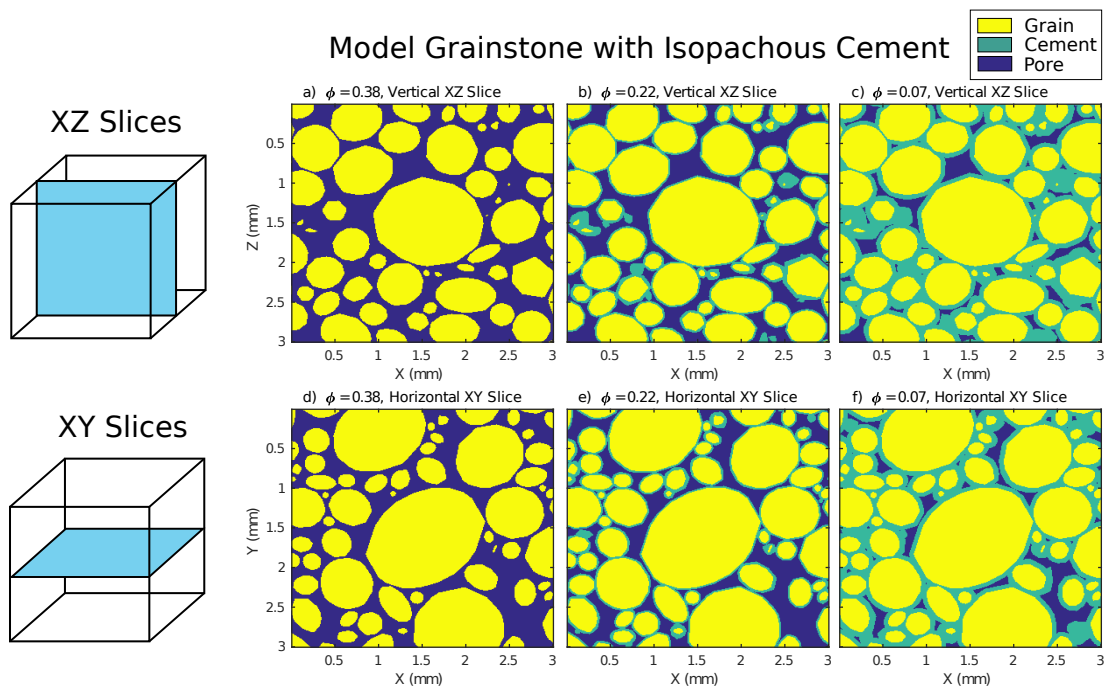 Model Grainstone with Isopachous Cement
Grain
Cement
Pore
XZ Slices
a) ϕ = 0.38, Vertical XZ Slice
0.5
1
1.5
2
2.5
3
Z (mm)
0.5 1 1.5 2 2.5 3
X (mm)
b) ϕ = 0.22, Vertical XZ Slice
0.5 1 1.5 2 2.5 3
X (mm)
c) ϕ = 0.07, Vertical XZ Slice
0.5 1 1.5 2 2.5 3
X (mm)
XY Slices
d) ϕ = 0.38, Horizontal XY Slice
0.5
1
1.5
2
2.5
3
Y (mm)
0.5 1 1.5 2 2.5 3
X (mm)
e) ϕ = 0.22, Horizontal XY Slice
0.5 1 1.5 2 2.5 3
X (mm)
f) ϕ = 0.07, Horizontal XY Slice
0.5 1 1.5 2 2.5 3
X (mm)